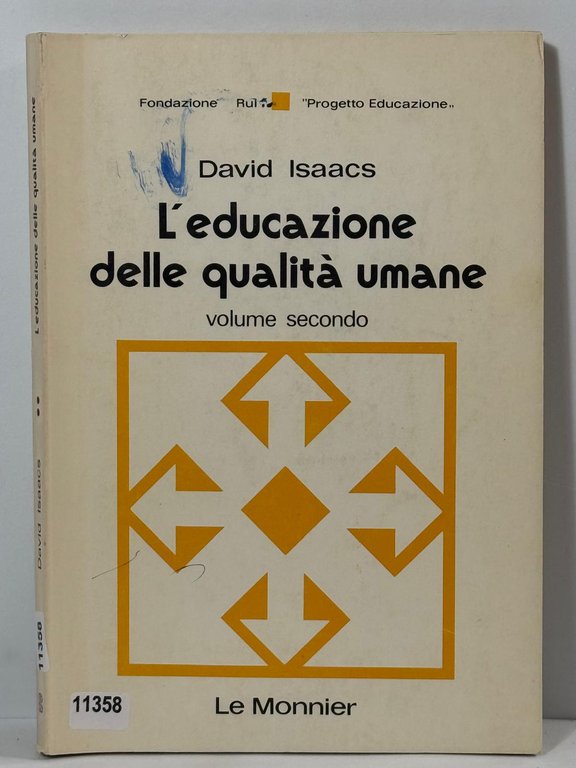 Fondazione Rui "Progetto Educazione„
David Isaacs
L'educazione
delle qualità umane
volume secondo
Le Monnier
11358
David Isaacs •• L'educazione delle qualità umane
11358